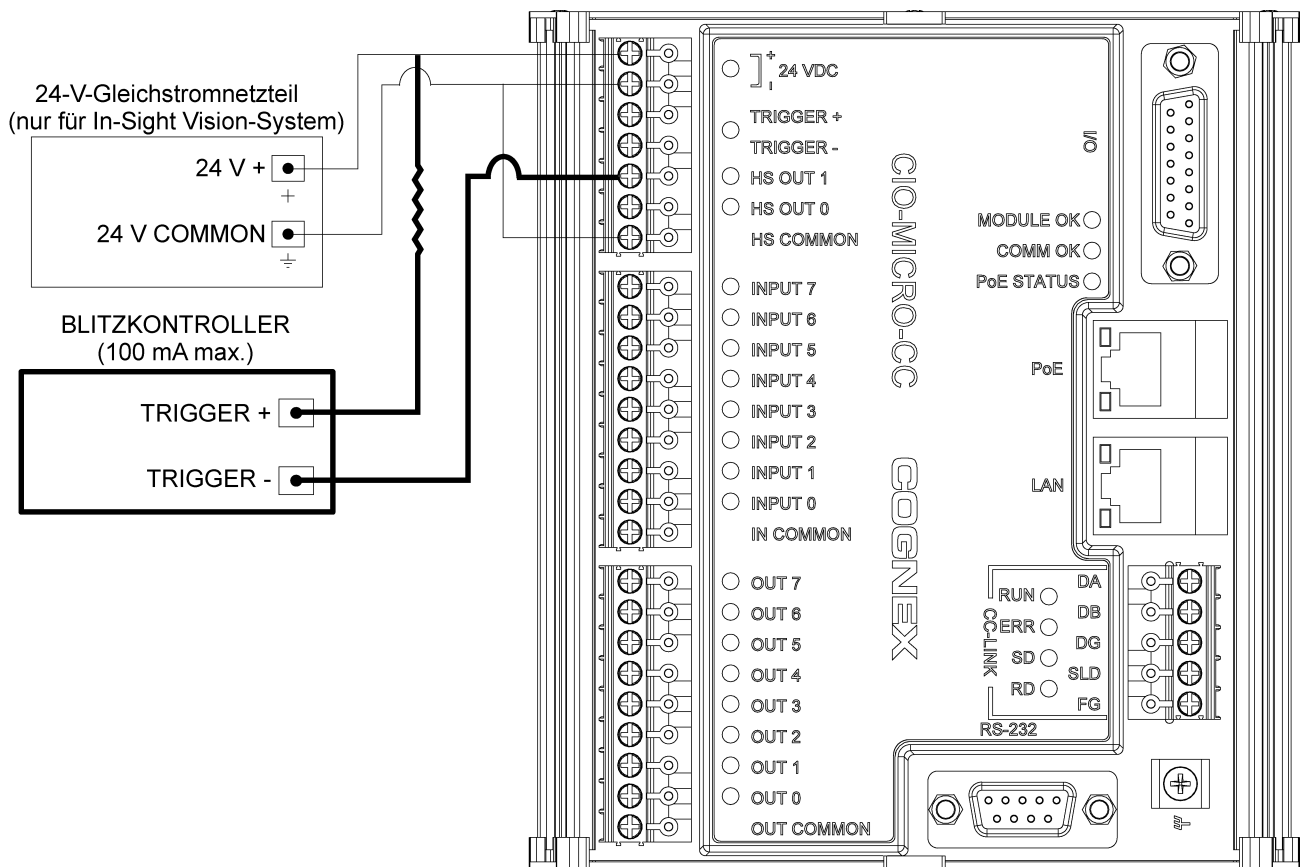 24-V-Gleichstromnetzteil
(nur für In-Sight Vision-System)
24 V +
+
24 V COMMON
BLITZKONTROLLER
(100 mA max.)
TRIGGER +
TRIGGER -
+
-
24 VDC
TRIGGER +
TRIGGER -
HS OUT 1
HS OUT 0
HS COMMON
INPUT 7
INPUT 6
INPUT 5
INPUT 4
INPUT 3
INPUT 2
INPUT 1
INPUT 0
IN COMMON
OUT 7
OUT 6
OUT 5
OUT 4
OUT 3
OUT 2
OUT 1
OUT 0
OUT COMMON
CIO-MICRO-CC
COGNEX
I/O
MODULE OK
COMM OK
PoE STATUS
PoE
LAN
CC-LINK
RUN
ERR
SD
RD
DA
DB
DG
SLD
FG
RS-232